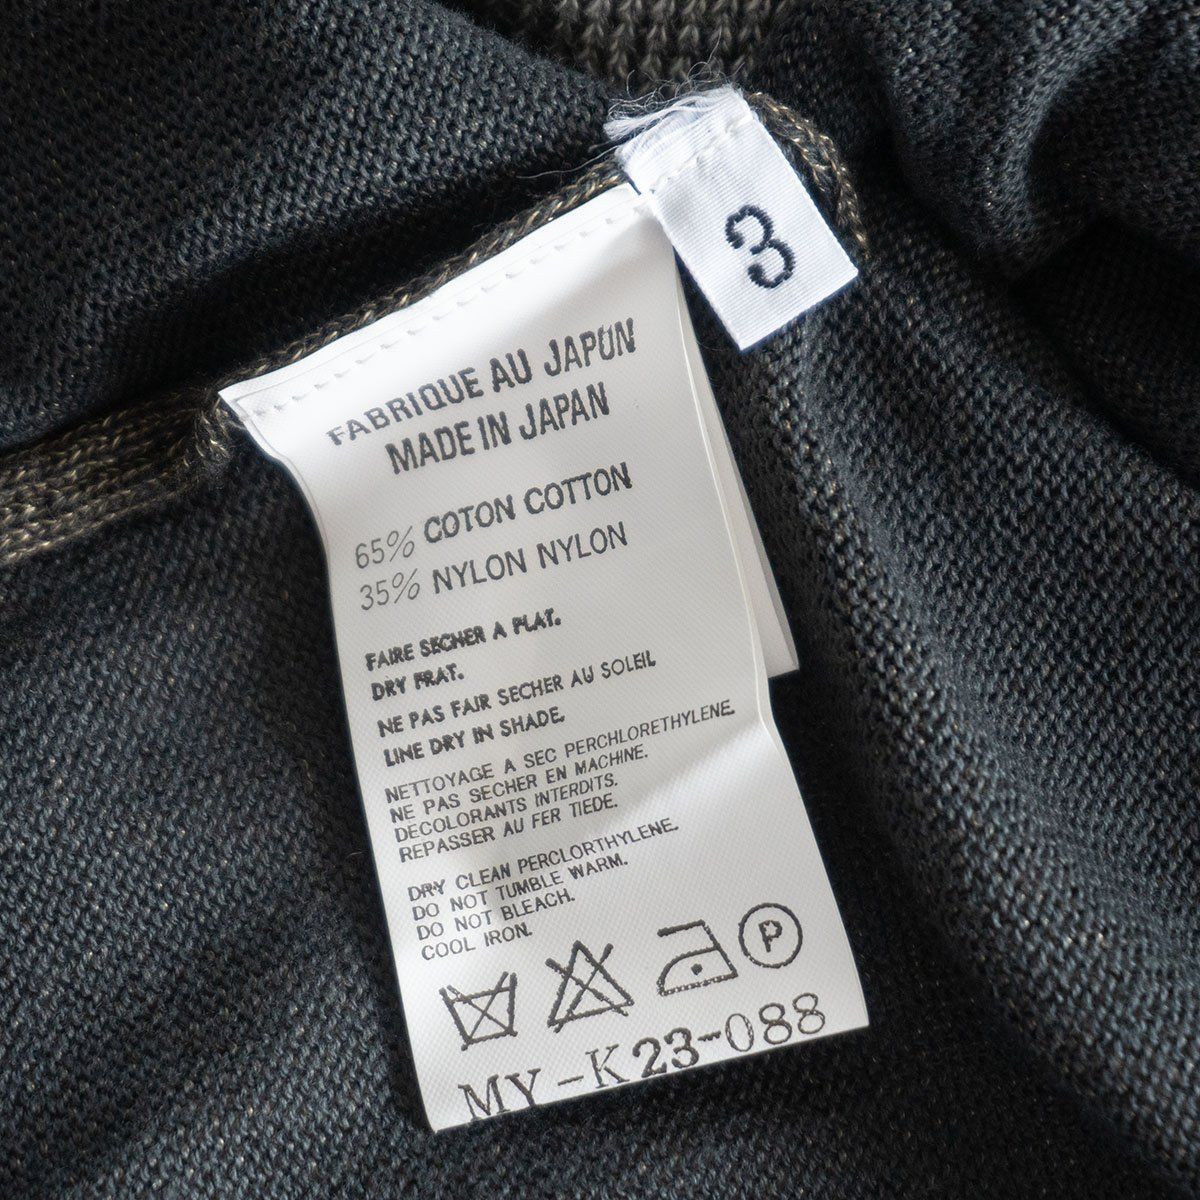 3
FABRIQUE AU JAPON
MADE IN JAPAN
65% COTON COTTON
35% NYLON NYLON
FAIRE SECHER A PLAT.
DRY FRAT.
NE PAS FAIR SECHER AU SOLEIL
LINE DRY IN SHADE.
NETTOYAGE A SEC PERCHLORETHYLENE.
NE PAS SECHER EN MACHINE.
DECOLORANTS INTERDITS.
REPASSER AU FER TIEDE.
DRY CLEAN PERCLORTHYLENE.
DO NOT TUMBLE WARM.
DO NOT BLEACH.
COOL IRON.
P
MY-K23-088